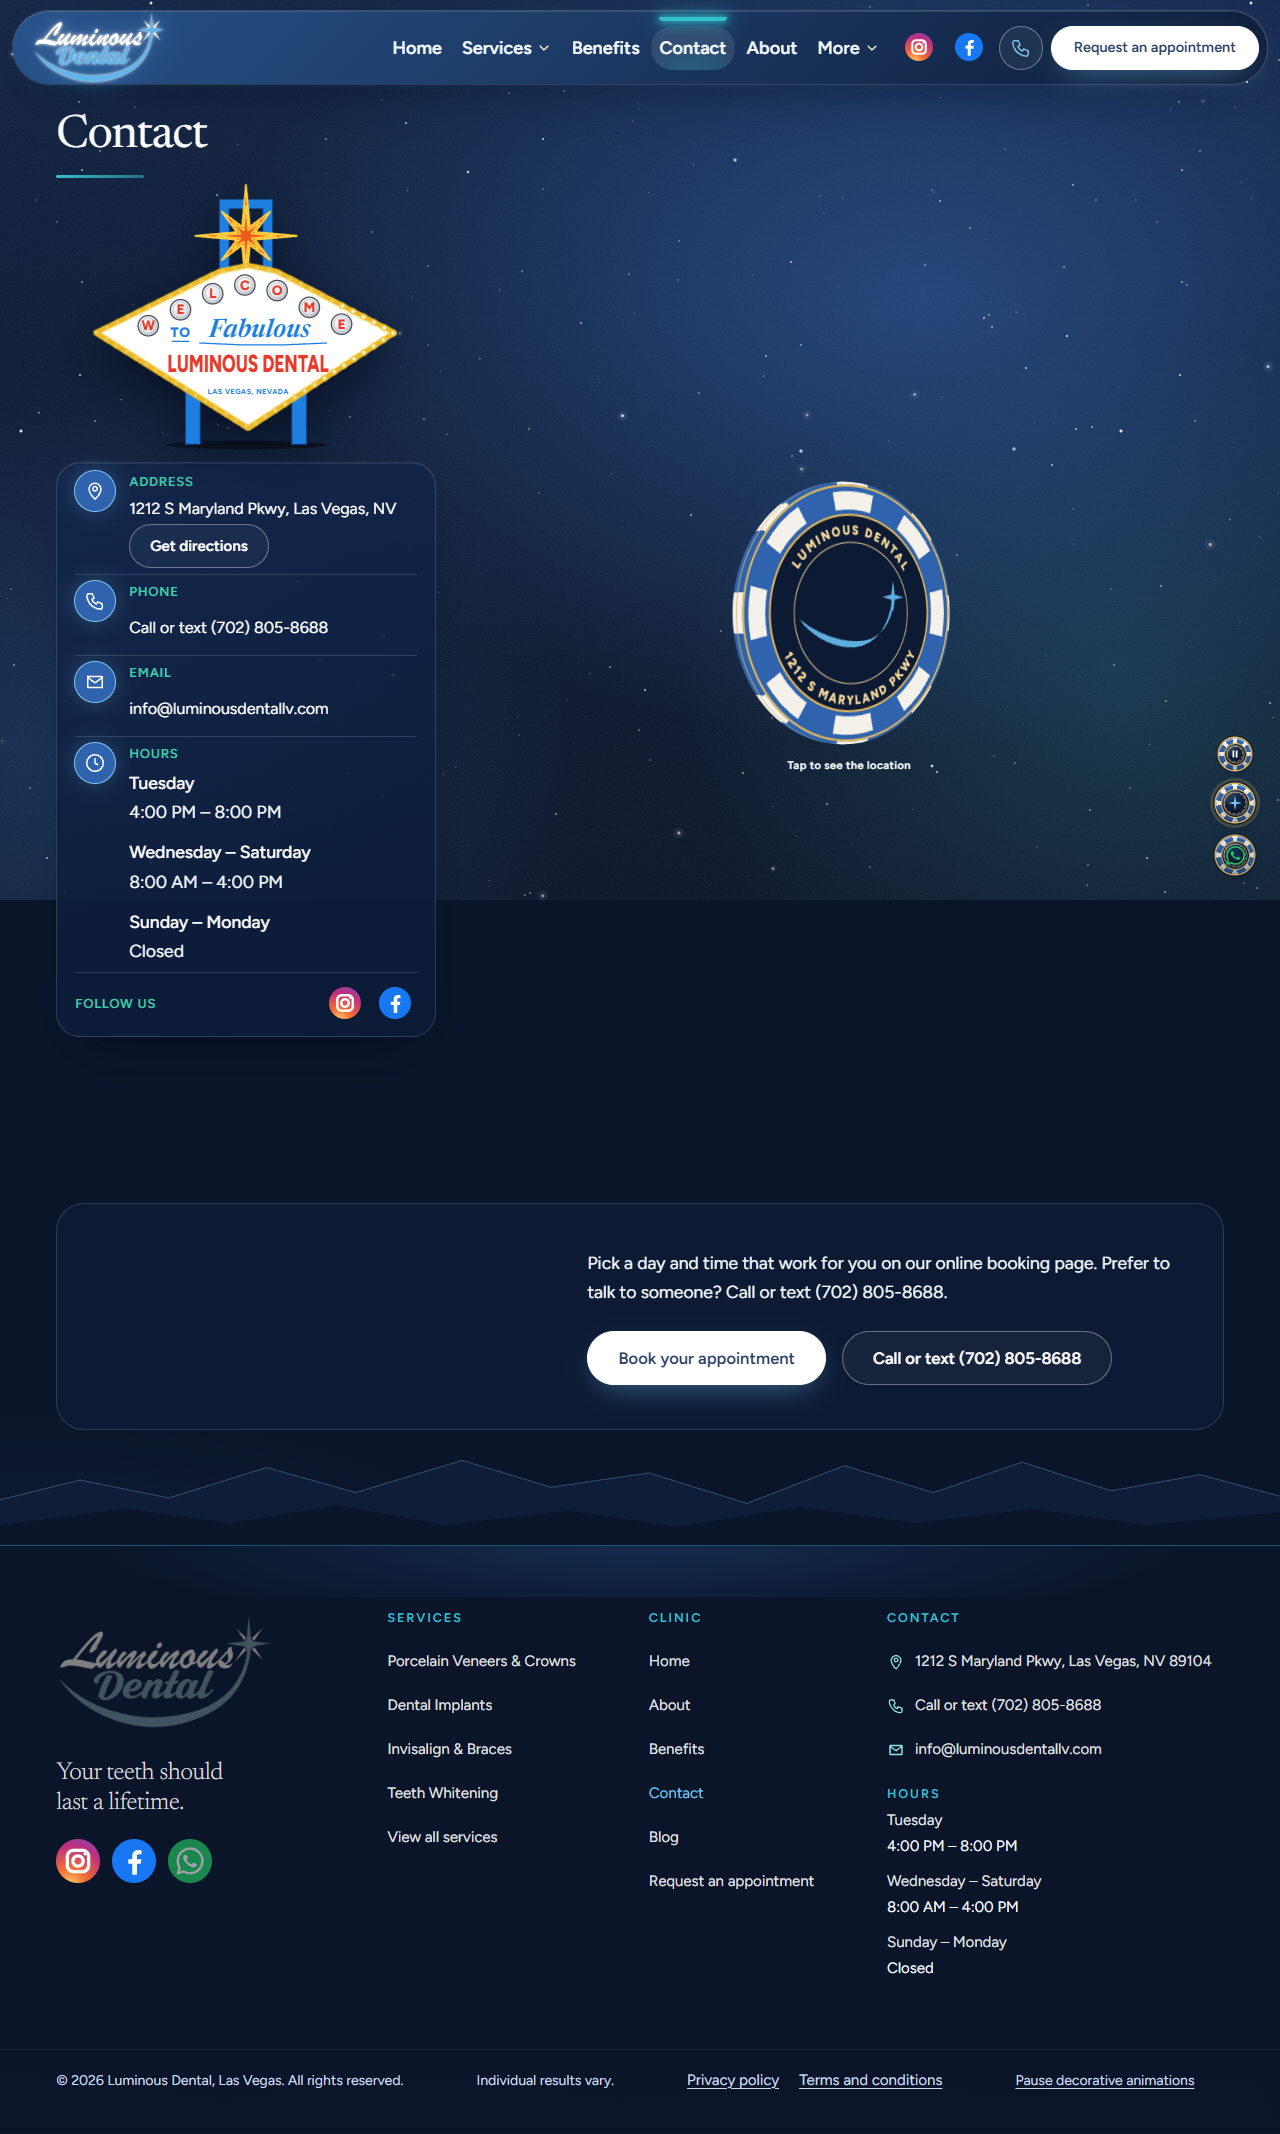 Luminous
Dental
Home
Services
Benefits
Contact
About
More
Request an appointment
Contact
WELCOME
TO Fabulous
LUMINOUS DENTAL
LAS VEGAS, NEVADA
ADDRESS
1212 S Maryland Pkwy, Las Vegas, NV
Get directions
PHONE
Call or text (702) 805-8688
EMAIL
info@luminousdentallv.com
HOURS
Tuesday
4:00 PM – 8:00 PM
Wednesday – Saturday
8:00 AM – 4:00 PM
Sunday – Monday
Closed
FOLLOW US
LUMINOUS DENTAL
1212 S MARYLAND PKWY
Tap to see the location
Pick a day and time that work for you on our online booking page. Prefer to
talk to someone? Call or text (702) 805-8688.
Book your appointment
Call or text (702) 805-8688
Luminous
Dental
Your teeth should
last a lifetime.
SERVICES
Porcelain Veneers & Crowns
Dental Implants
Invisalign & Braces
Teeth Whitening
View all services
CLINIC
Home
About
Benefits
Contact
Blog
Request an appointment
CONTACT
1212 S Maryland Pkwy, Las Vegas, NV 89104
Call or text (702) 805-8688
info@luminousdentallv.com
HOURS
Tuesday
4:00 PM – 8:00 PM
Wednesday – Saturday
8:00 AM – 4:00 PM
Sunday – Monday
Closed
© 2026 Luminous Dental, Las Vegas. All rights reserved.
Individual results vary.
Privacy policy
Terms and conditions
Pause decorative animations